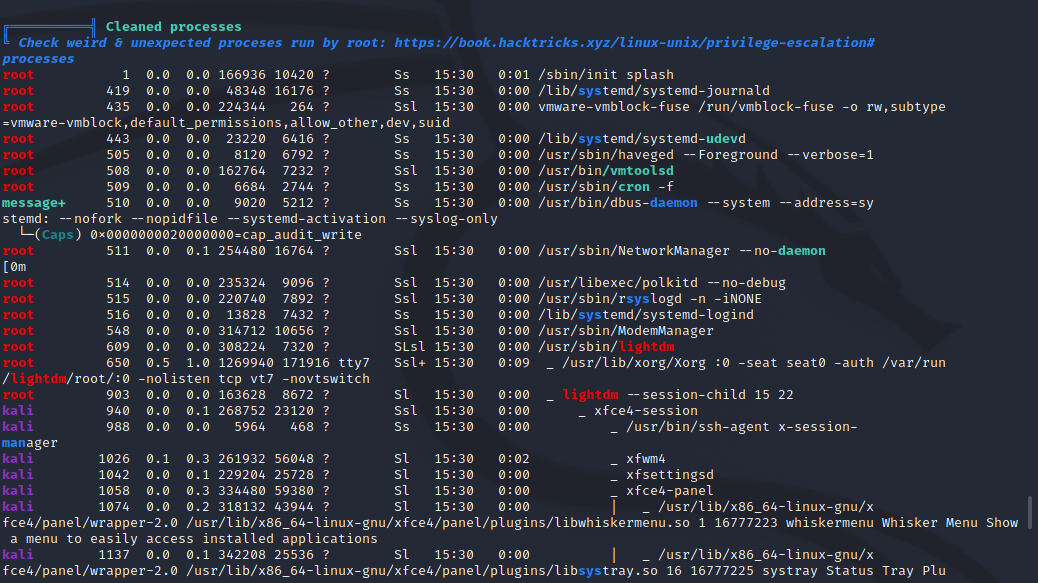 ╔══════════╣ Cleaned processes
╚ Check weird & unexpected proceses run by root: https://book.hacktricks.xyz/linux-unix/privilege-escalation#
processes
root           1  0.0  0.0 166936 10420 ?        Ss   15:30   0:01 /sbin/init splash
root         419  0.0  0.0  48348 16176 ?        Ss   15:30   0:00 /lib/systemd/systemd-journald
root         435  0.0  0.0 224344   264 ?        Ssl  15:30   0:00 vmware-vmblock-fuse /run/vmblock-fuse -o rw,subtype
=vmware-vmblock,default_permissions,allow_other,dev,suid
root         443  0.0  0.0  23220  6416 ?        Ss   15:30   0:00 /lib/systemd/systemd-udevd
root         505  0.0  0.0   8120  6792 ?        Ss   15:30   0:00 /usr/sbin/haveged --Foreground --verbose=1
root         508  0.0  0.0 162764  7232 ?        Ssl  15:30   0:00 /usr/bin/vmtoolsd
root         509  0.0  0.0   6684  2744 ?        Ss   15:30   0:00 /usr/sbin/cron -f
message+     510  0.0  0.0   9020  5212 ?        Ss   15:30   0:00 /usr/bin/dbus-daemon --system --address=sy
stemd: --nofork --nopidfile --systemd-activation --syslog-only
  └─(Caps) 0×0000000020000000=cap_audit_write
root         511  0.0  0.1 254480 16764 ?        Ssl  15:30   0:00 /usr/sbin/NetworkManager --no-daemon
[0m
root         514  0.0  0.0 235324  9096 ?        Ssl  15:30   0:00 /usr/libexec/polkitd --no-debug
root         515  0.0  0.0 220740  7892 ?        Ssl  15:30   0:00 /usr/sbin/rsyslogd -n -iNONE
root         516  0.0  0.0  13828  7432 ?        Ss   15:30   0:00 /lib/systemd/systemd-logind
root         548  0.0  0.0 314712 10656 ?        Ssl  15:30   0:00 /usr/sbin/ModemManager
root         609  0.0  0.0 308224  7320 ?        SLsl 15:30   0:00 /usr/sbin/lightdm
root         650  0.5  1.0 1269940 171916 tty7   Ssl+ 15:30   0:09  _ /usr/lib/xorg/Xorg :0 -seat seat0 -auth /var/run
/lightdm/root/:0 -nolisten tcp vt7 -novtswitch
root         903  0.0  0.0 163628  8672 ?        Sl   15:30   0:00  _ lightdm --session-child 15 22
kali         940  0.0  0.1 268752 23120 ?        Ssl  15:30   0:00      _ xfce4-session
kali         988  0.0  0.0   5964   468 ?        Ss   15:30   0:00          _ /usr/bin/ssh-agent x-session-
manager
kali        1026  0.1  0.3 261932 56048 ?        Sl   15:30   0:02          _ xfwm4
kali        1042  0.0  0.1 229204 25728 ?        Sl   15:30   0:00          _ xfsettingsd
kali        1058  0.0  0.3 334480 59380 ?        Sl   15:30   0:00          _ xfce4-panel
kali        1074  0.0  0.2 318132 43944 ?        Sl   15:30   0:00          |   _ /usr/lib/x86_64-linux-gnu/x
fce4/panel/wrapper-2.0 /usr/lib/x86_64-linux-gnu/xfce4/panel/plugins/libwhiskermenu.so 1 16777223 whiskermenu Whisker Menu Show
 a menu to easily access installed applications
kali        1137  0.0  0.1 342208 25536 ?        Sl   15:30   0:00          |   _ /usr/lib/x86_64-linux-gnu/x
fce4/panel/wrapper-2.0 /usr/lib/x86_64-linux-gnu/xfce4/panel/plugins/libsystray.so 16 16777225 systray Status Tray Plu